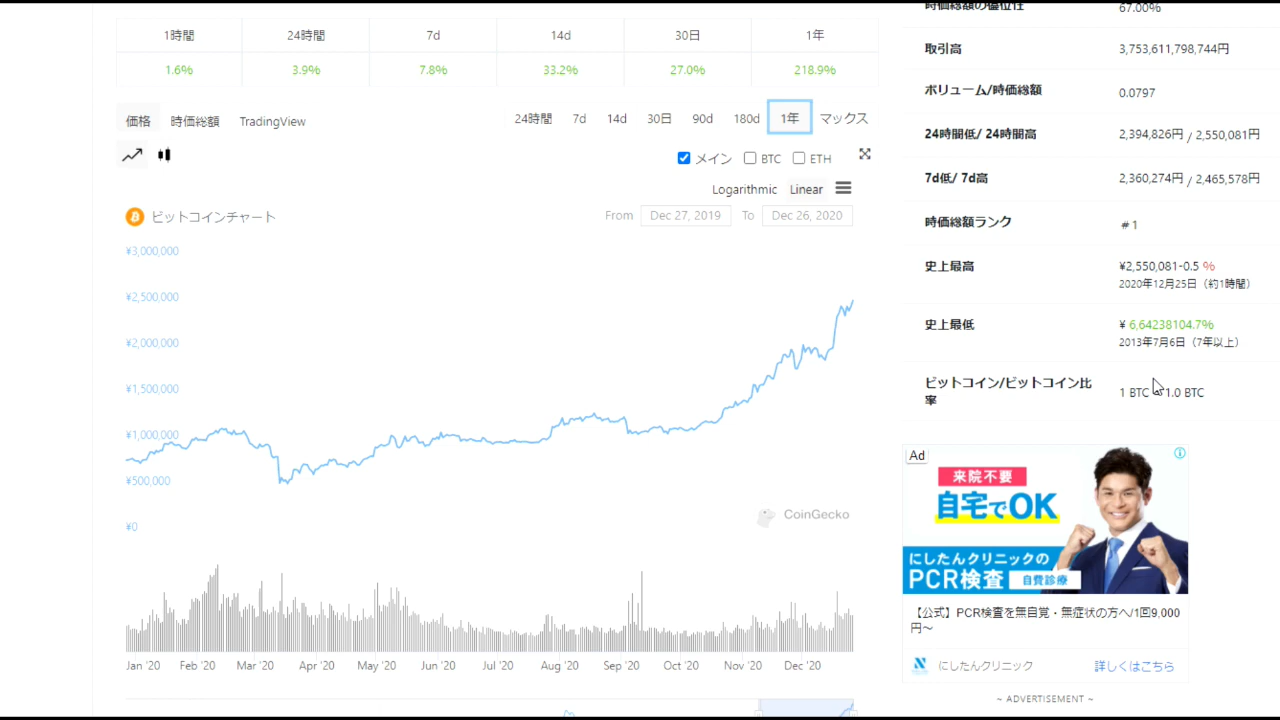 1時間 24時間 7d 14d 30日 1年
1.6% 3.9% 7.8% 33.2% 27.0% 218.9%
価格 時価総額 TradingView
24時間 7d 14d 30日 90d 180d 1年 マックス
メイン BTC ETH
Logarithmic Linear
ビットコインチャート
From Dec 27, 2019 To Dec 26, 2020
¥3,000,000
¥2,500,000
¥2,000,000
¥1,500,000
¥1,000,000
¥500,000
¥0
CoinGecko
Jan '20 Feb '20 Mar '20 Apr '20 May '20 Jun '20 Jul '20 Aug '20 Sep '20 Oct '20 Nov '20 Dec '20
時価総額の優位性 67.00%
取引高 3,753,611,798,744円
ボリューム/時価総額 0.0797
24時間低/ 24時間高 2,394,826円 / 2,550,081円
7d低/ 7d高 2,360,274円 / 2,465,578円
時価総額ランク #1
史上最高 ¥2,550,081-0.5 %
2020年12月25日（約1時間）
史上最低 ¥ 6,64238104.7%
2013年7月6日（7年以上）
ビットコイン/ビットコイン比
率
1 BTC 1.0 BTC
Ad
来院不要
自宅でOK
にしたんクリニックの
PCR検査 自費診療
【公式】PCR検査を無自覚・無症状の方へ/1回9,000
円～
にしたんクリニック 詳しくはこちら
~ ADVERTISEMENT ~